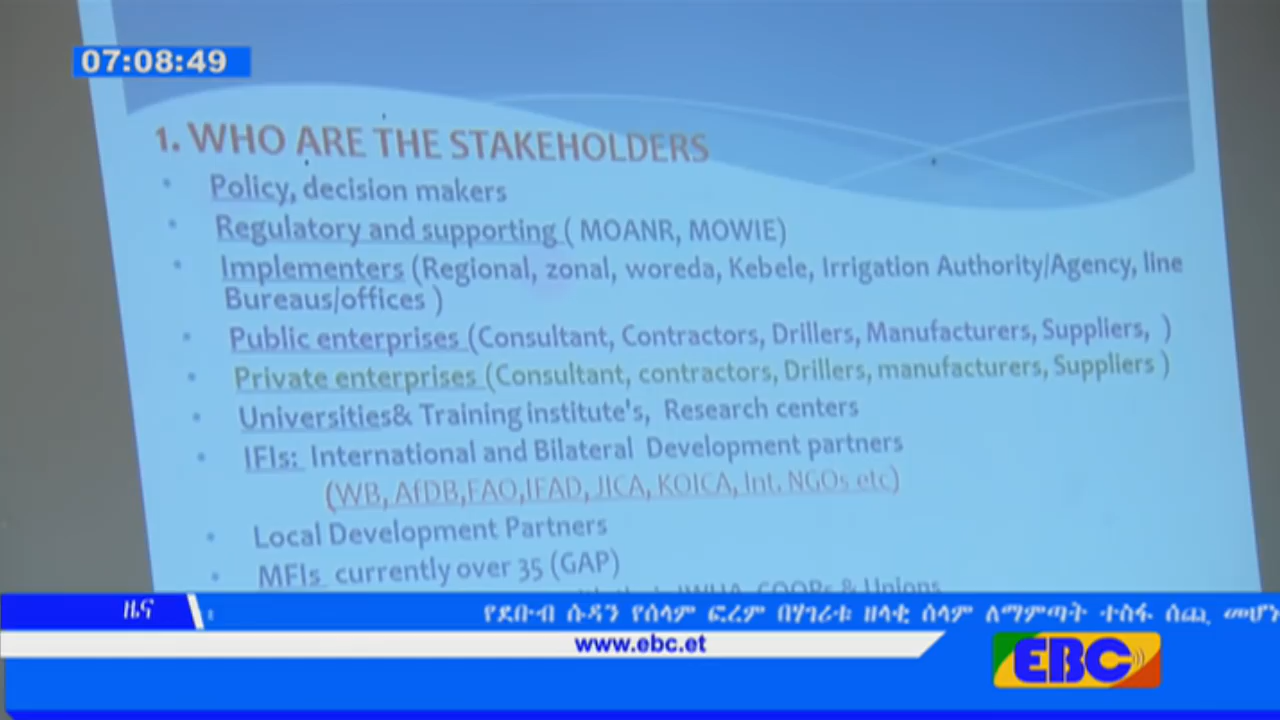 07:08:49
1. WHO ARE THE STAKEHOLDERS
• Policy, decision makers
• Regulatory and supporting ( MOANR, MOWIE)
• Implementers (Regional, zonal, woreda, Kebele, Irrigation Authority/Agency, line
Bureaus/offices )
• Public enterprises (Consultant, Contractors, Drillers, Manufacturers, Suppliers, )
• Private enterprises (Consultant, contractors, Drillers, manufacturers, Suppliers )
• Universities& Training institute's, Research centers
• IFIs: International and Bilateral Development partners
(WB, AfDB,FAO,IFAD, JICA, KOICA, Int. NGOs etc)
• Local Development Partners
• MFIs currently over 35 (GAP)
IWUA, COOPs & Unions
ዜና
የደቡብ ሱዳን የሰላም ፎረም በሃገሪቱ ዘላቂ ሰላም ለማምጣት ተስፋ ሰጪ መሆን
www.ebc.et
EBC